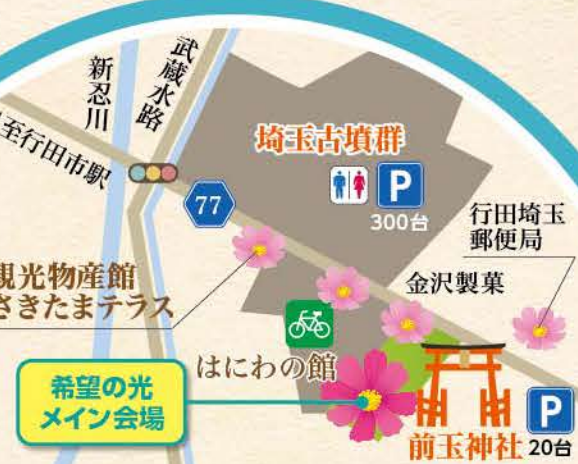 新忍川
武蔵水路
至行田市駅
埼玉古墳群
77
P
300台
行田埼玉
郵便局
観光物産館
さきたまテラス
金沢製菓
はにわの館
希望の光
メイン会場
前玉神社
P
20台